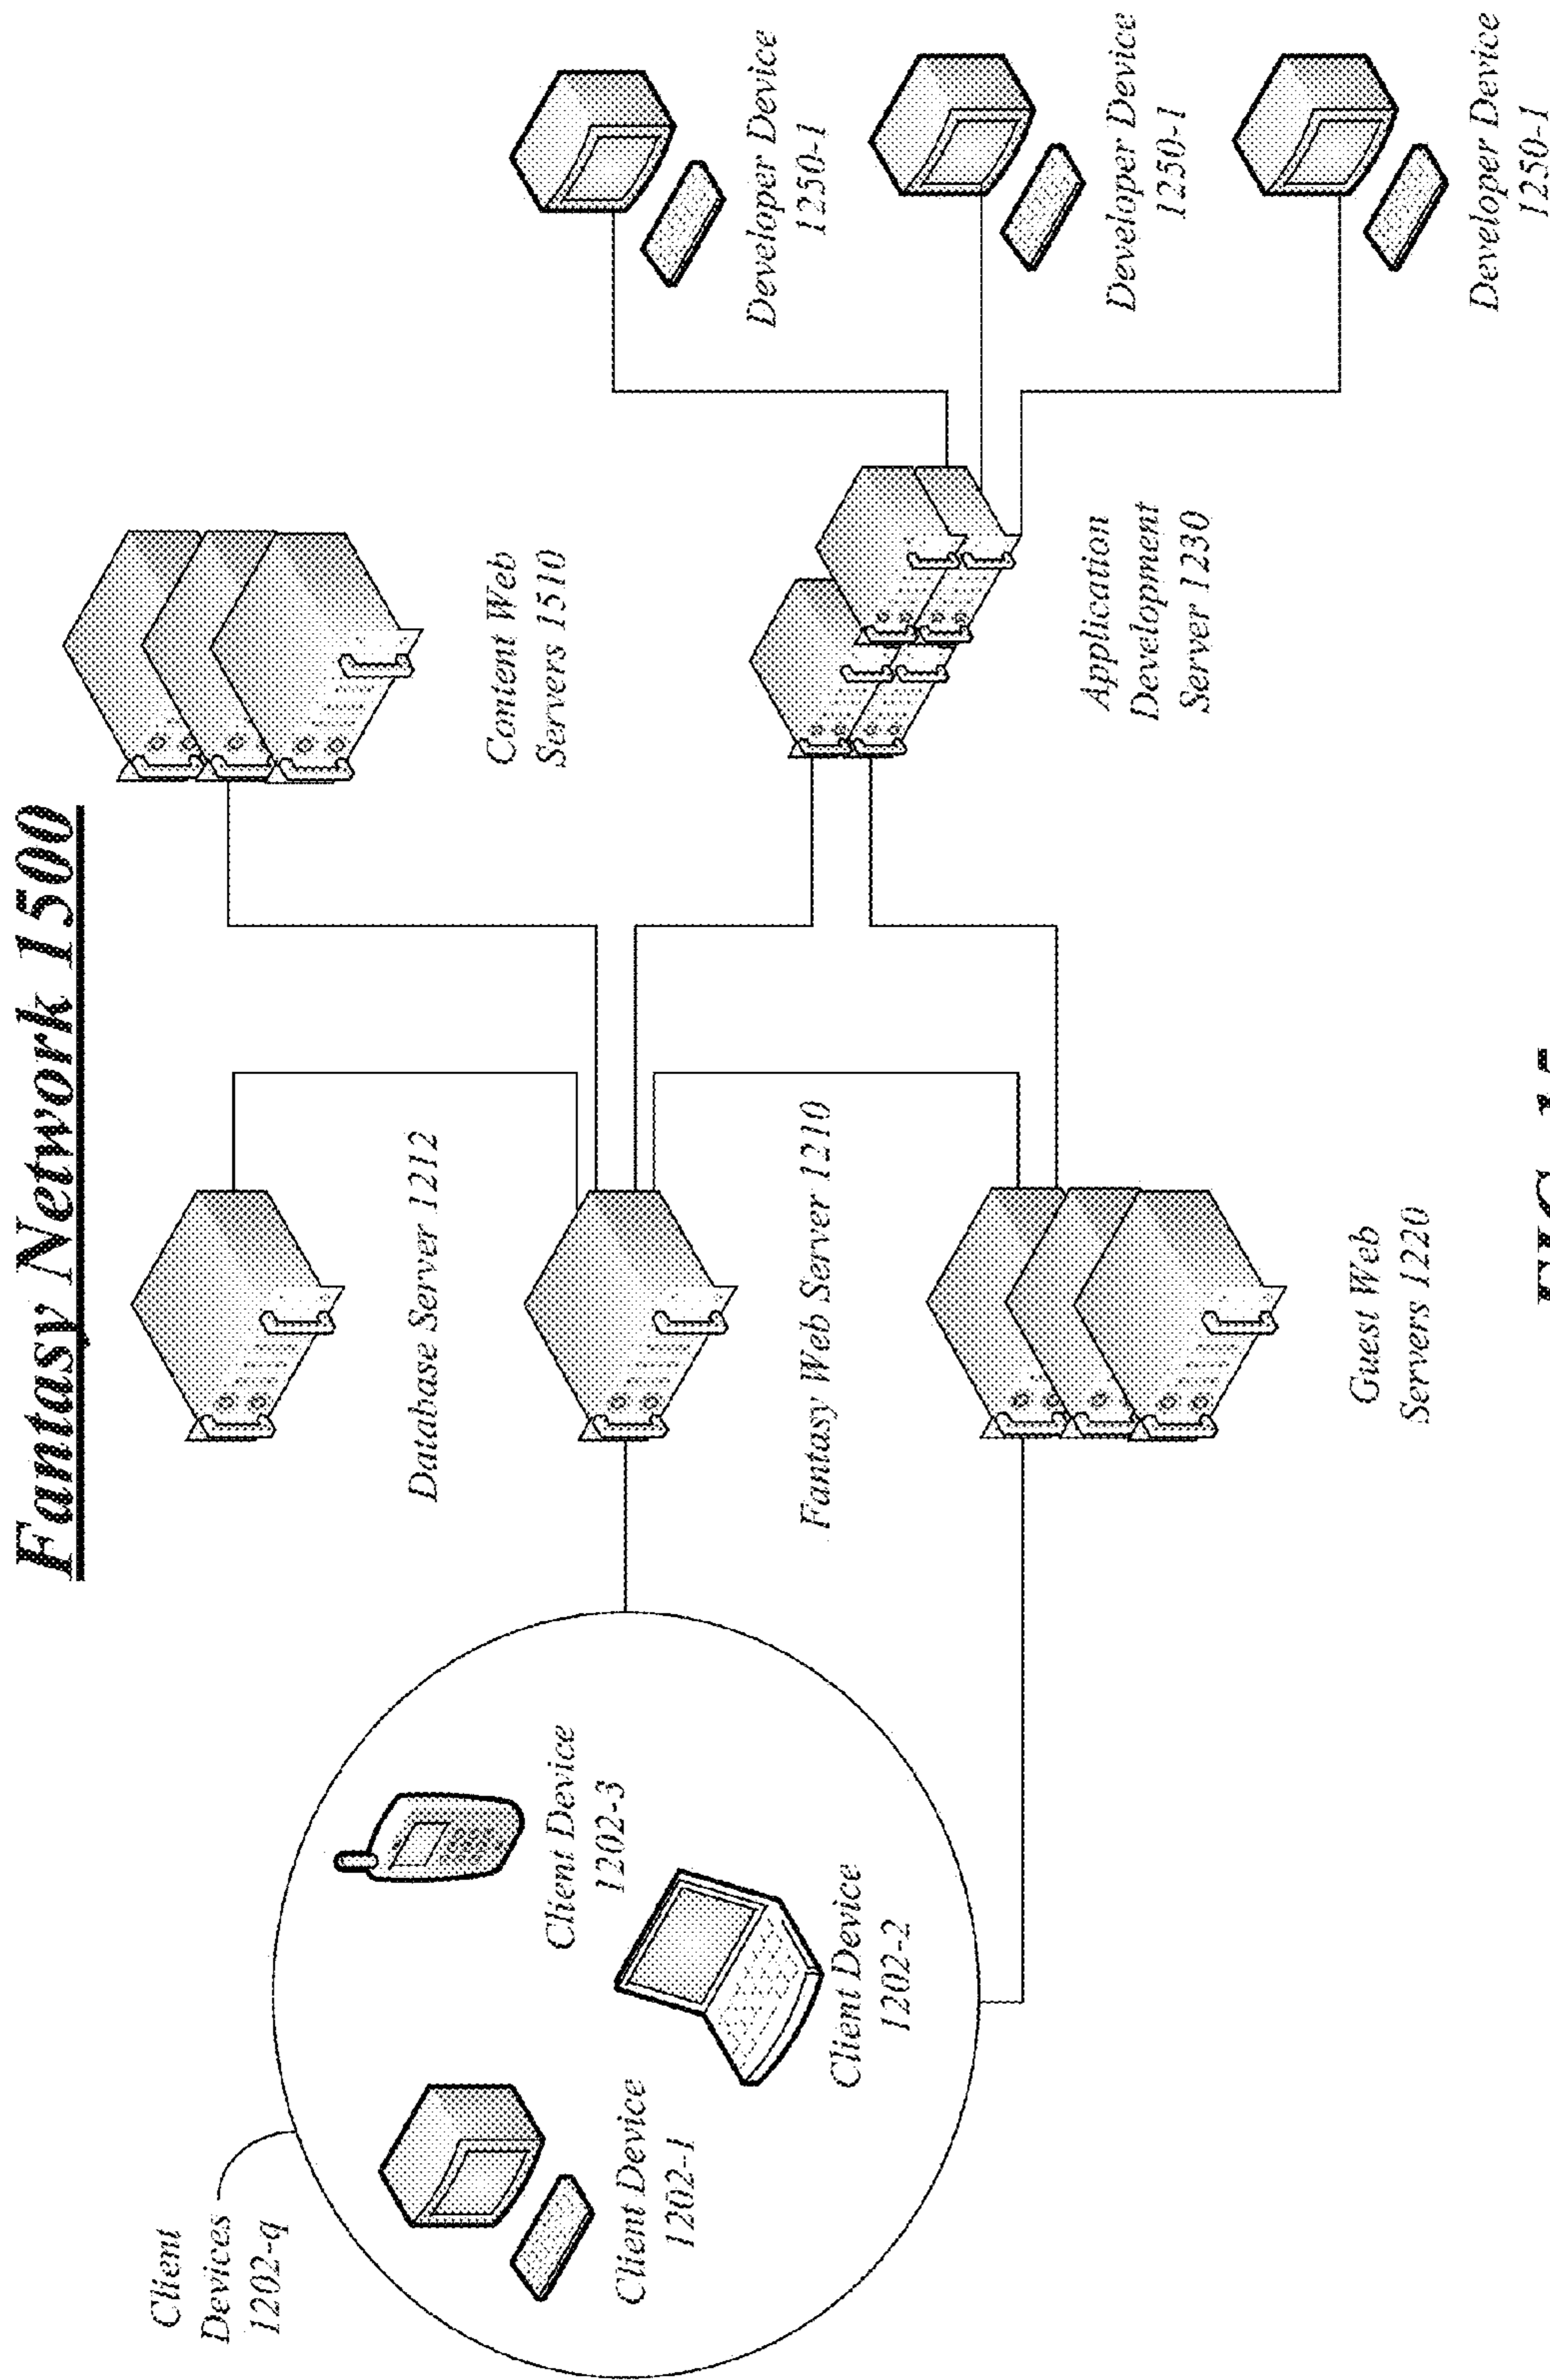 Fantasy Network 1500
Client
Devices
1202-q
Client Device
1202-1
Client Device
1202-2
Client Device
1202-3
Database Server 1212
Fantasy Web Server 1210
Guest Web
Servers 1220
Content Web
Servers 1510
Application
Development
Server 1230
Developer Device
1250-1
Developer Device
1250-1
Developer Device
1250-1